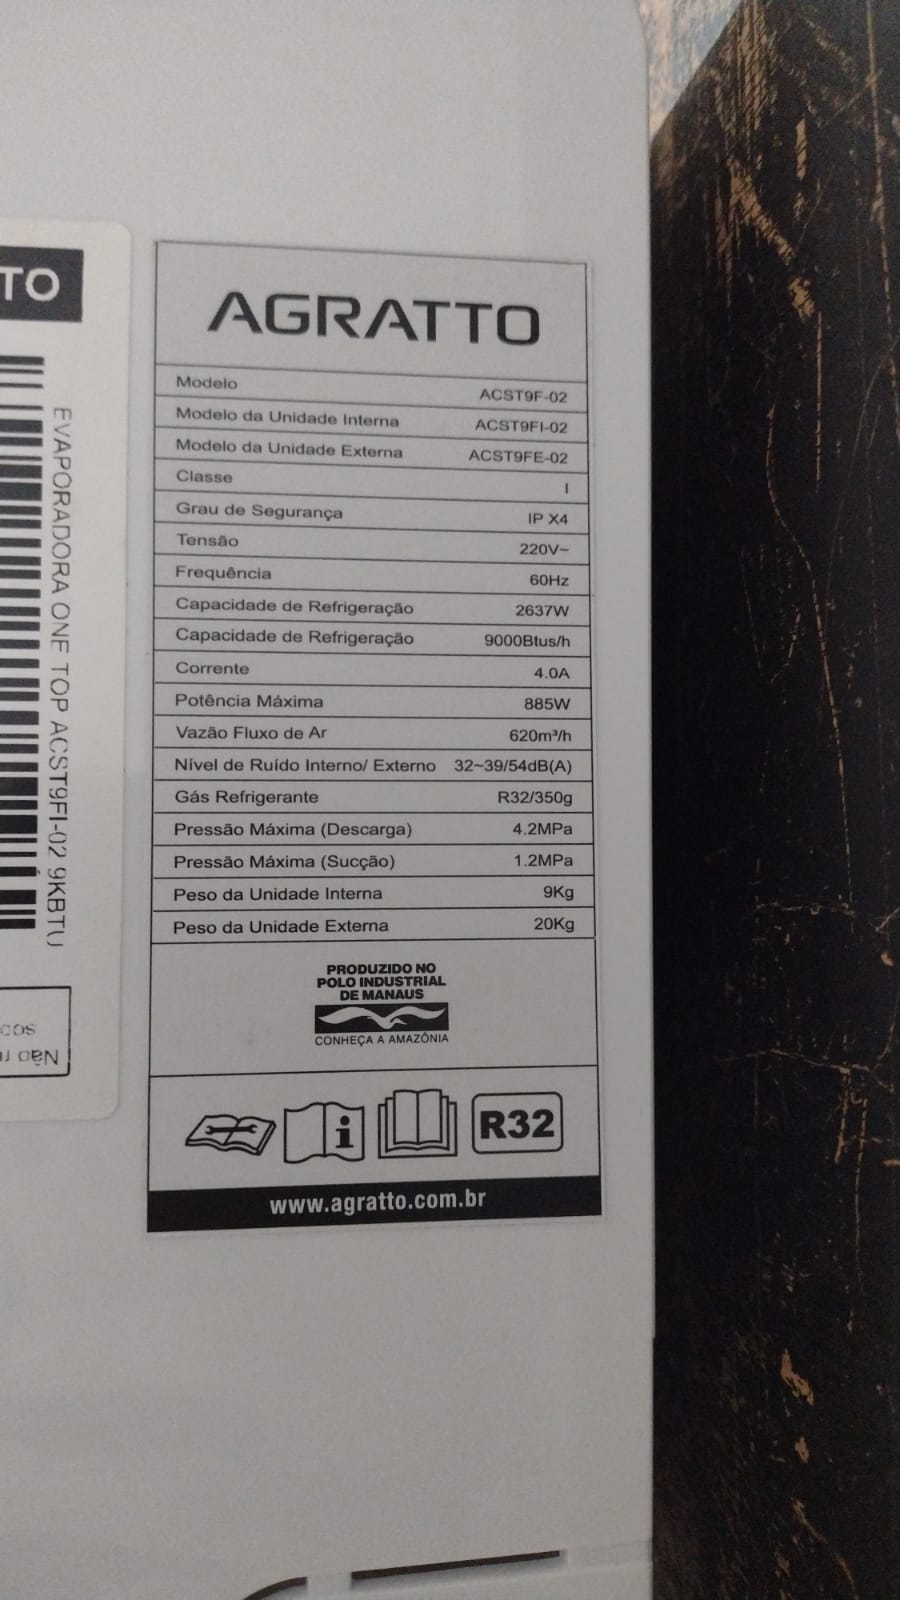 TO
EVAPORADORA ONE TOP ACST9FI-02 9KBTU
cos
Não
AGRATTO
Modelo ACST9F-02
Modelo da Unidade Interna ACST9FI-02
Modelo da Unidade Externa ACST9FE-02
Classe I
Grau de Segurança IP X4
Tensão 220V~
Frequência 60Hz
Capacidade de Refrigeração 2637W
Capacidade de Refrigeração 9000Btus/h
Corrente 4.0A
Potência Máxima 885W
Vazão Fluxo de Ar 620m³/h
Nível de Ruído Interno/ Externo 32~39/54dB(A)
Gás Refrigerante R32/350g
Pressão Máxima (Descarga) 4.2MPa
Pressão Máxima (Sucção) 1.2MPa
Peso da Unidade Interna 9Kg
Peso da Unidade Externa 20Kg
PRODUZIDO NO
POLO INDUSTRIAL
DE MANAUS
CONHEÇA A AMAZÔNIA
i
R32
www.agratto.com.br